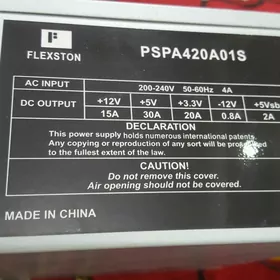 F
FLEXSTON
PSPA420A01S
AC INPUT 200-240V 50-60Hz 4A
DC OUTPUT +12V +5V +3.3V -12V +5Vsb
15A 30A 20A 0.8A 2A
DECLARATION
This power supply holds numerous international patents.
Any copying or reproduction of any sort will be prosecuted
to the fullest extent of the law.
CAUTION!
Do not remove this cover.
Air opening should not be covered.
MADE IN CHINA